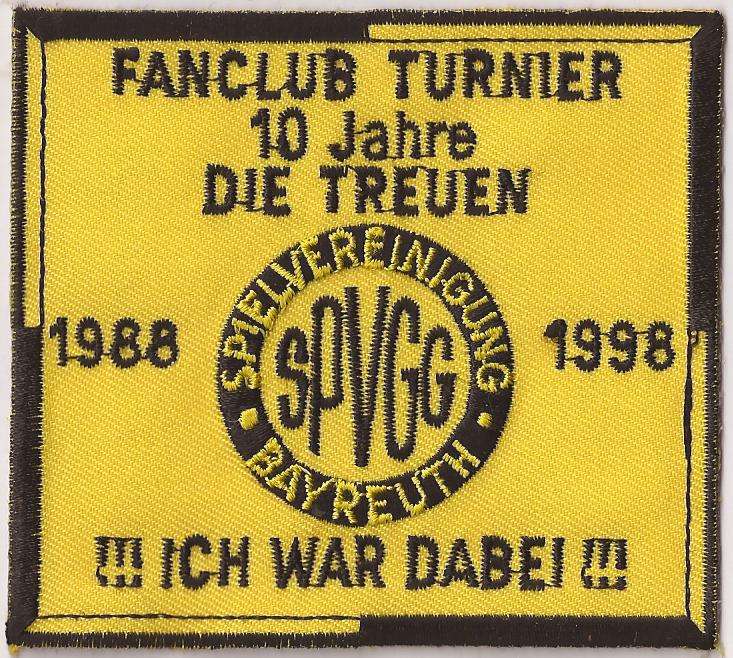 FANCLUB TURNIER
10 Jahre
DIE TREUEN
SPIELVEREINIGUNG
1988
SPVGG
1998
BAYREUTH
!!! ICH WAR DABEI !!!